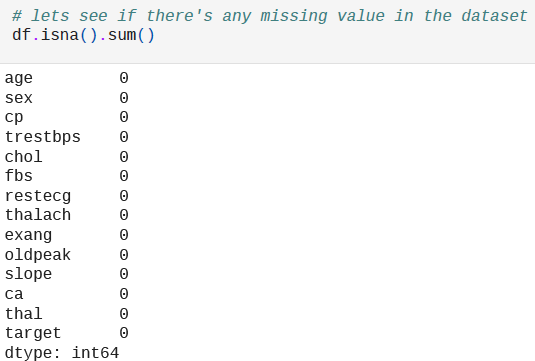 # lets see if there's any missing value in the dataset
df.isna().sum()
age 0
sex 0
cp 0
trestbps 0
chol 0
fbs 0
restecg 0
thalach 0
exang 0
oldpeak 0
slope 0
ca 0
thal 0
target 0
dtype: int64